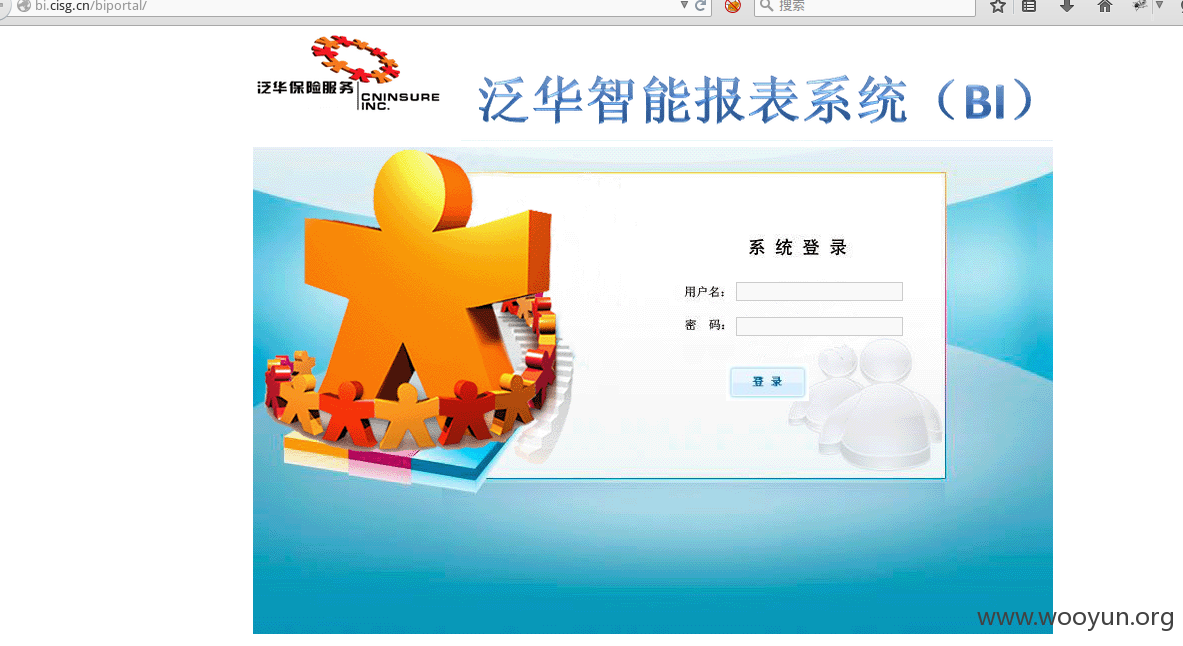 bi.cisg.cn/biportal/
搜索
泛华保险服务 CNINSURE INC.
泛华智能报表系统（BI）
系统登录
用户名：
密 码：
登 录
www.wooyun.org